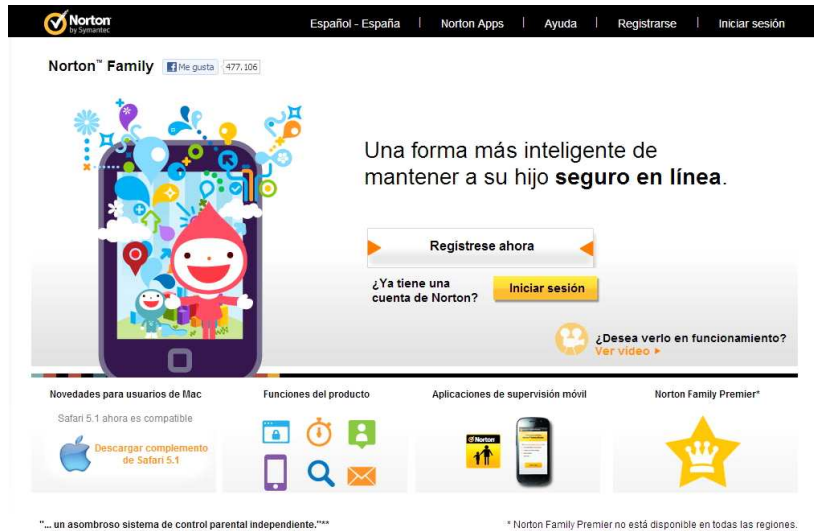 Norton
by Symantec
Español - España | Norton Apps | Ayuda | Registrarse | Iniciar sesión
Norton™ Family
Me gusta 477.106
Una forma más inteligente de
mantener a su hijo seguro en línea.
Regístrese ahora
¿Ya tiene una
cuenta de Norton?
Iniciar sesión
¿Desea verlo en funcionamiento?
Ver vídeo
Novedades para usuarios de Mac
Safari 5.1 ahora es compatible
Descargar complemento
de Safari 5.1
Funciones del producto
Aplicaciones de supervisión móvil
Norton
Norton Family Premier*
"... un asombroso sistema de control parental independiente."**
* Norton Family Premier no está disponible en todas las regiones.